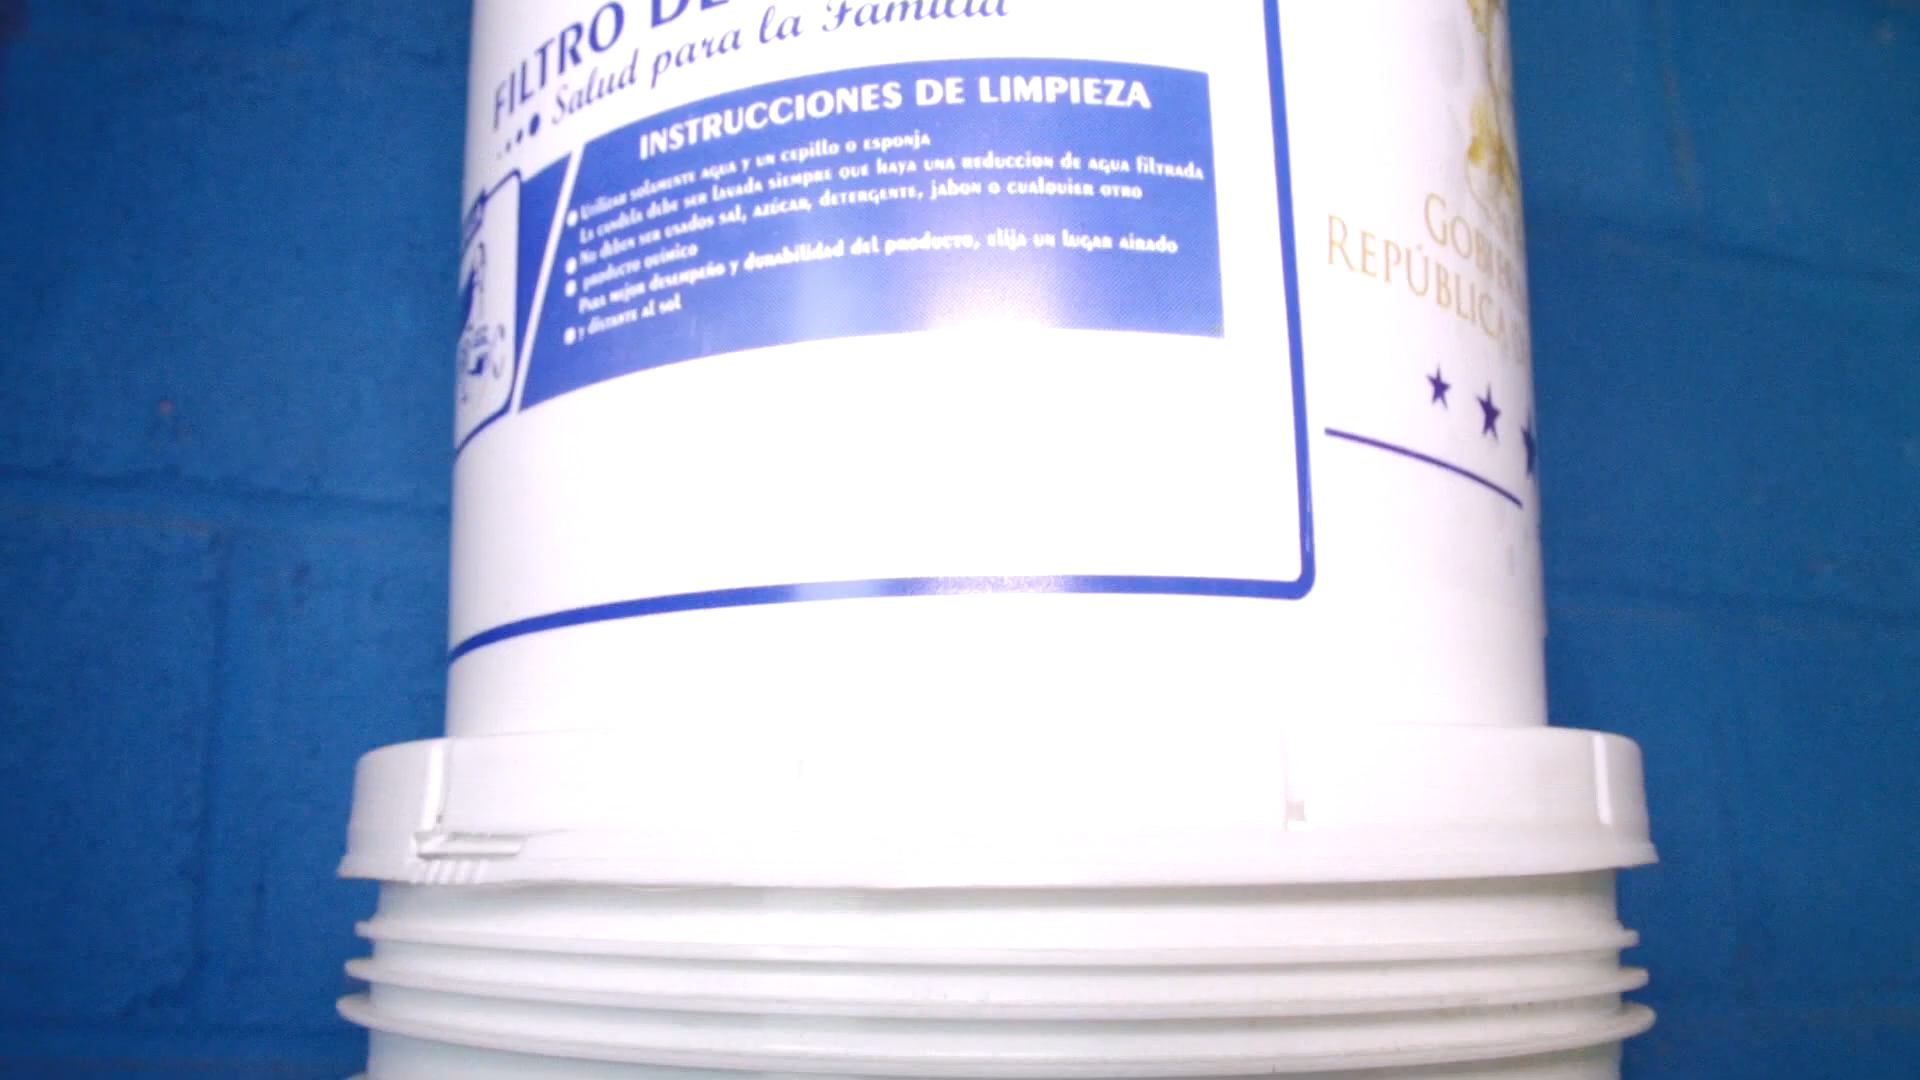 FILTRO DE
Salud para la Familia
INSTRUCCIONES DE LIMPIEZA
Utilizar solamente agua y un cepillo o esponja
La candela debe ser lavada siempre que haya una reduccion de agua filtrada
No deben ser usados sal, azúcar, detergente, jabon o cualquier otro
producto químico
Para mejor desempeño y durabilidad del producto, elija un lugar airado
y distante al sol
REPÚBLICA